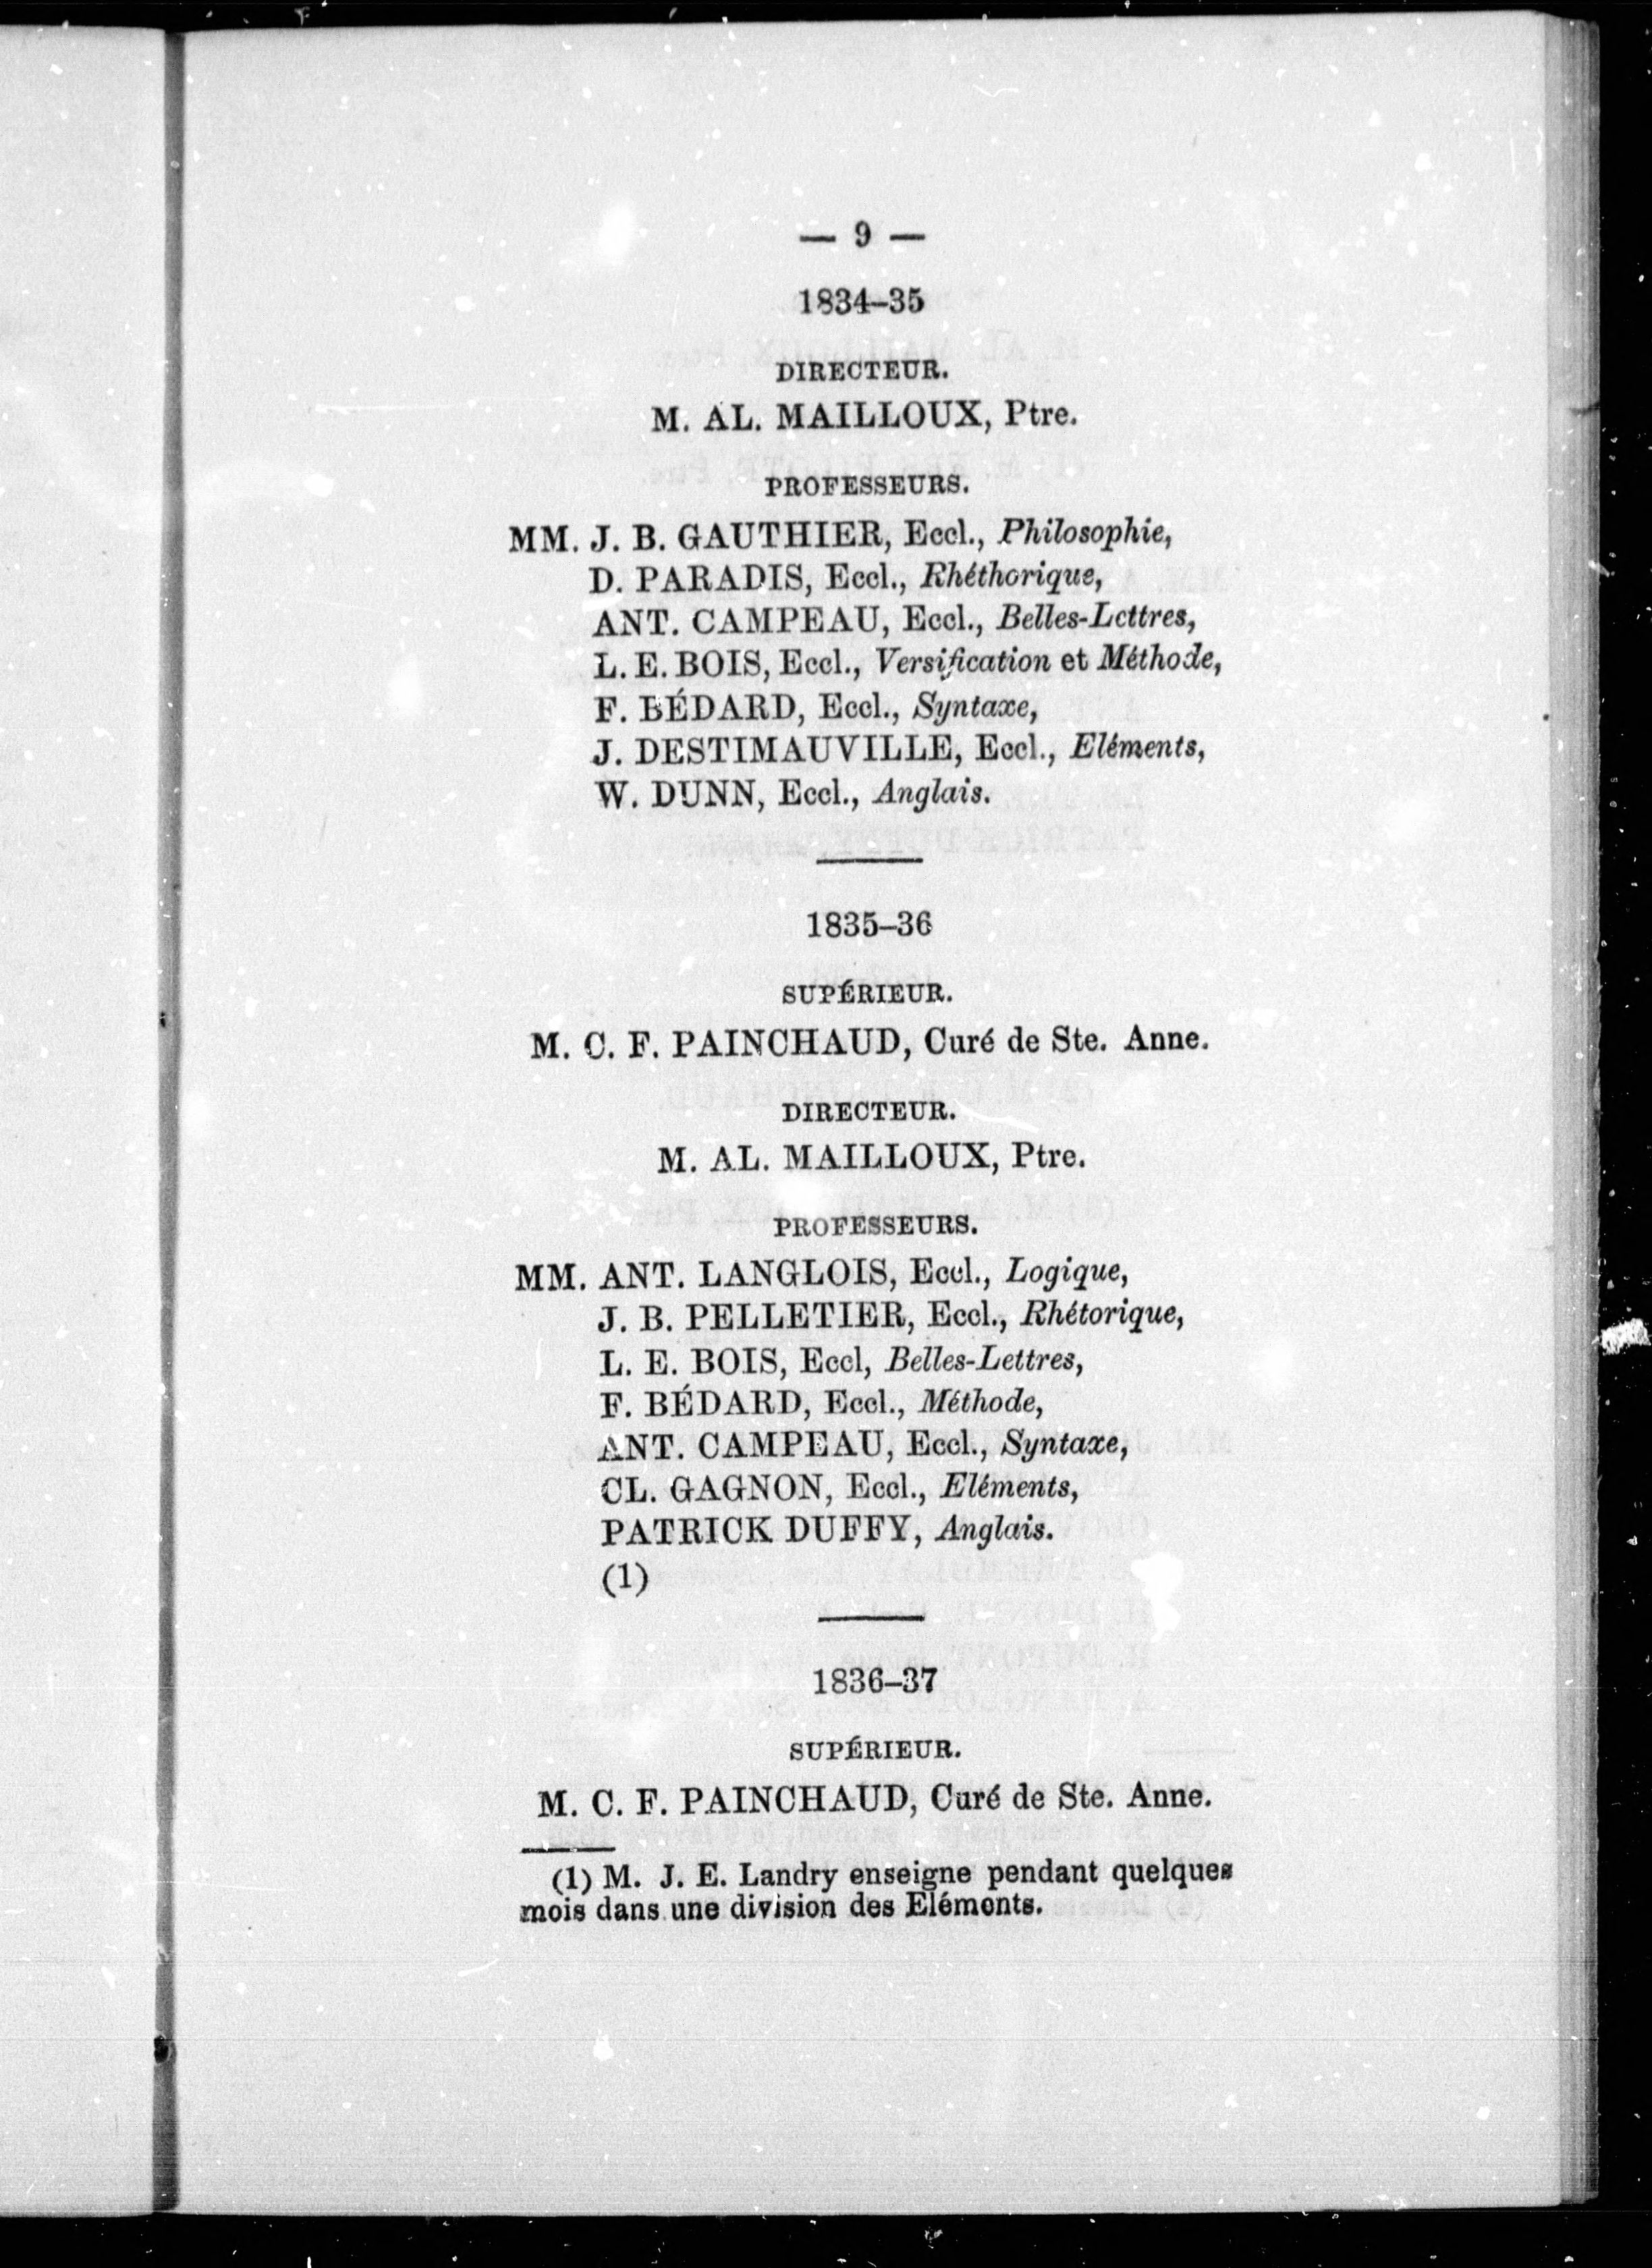 — 9 —
1834–35
DIRECTEUR.
M. AL. MAILLOUX, Ptre.
PROFESSEURS.
MM. J. B. GAUTHIER, Eccl., Philosophie,
D. PARADIS, Eccl., Rhéthorique,
ANT. CAMPEAU, Eccl., Belles-Lettres,
L. E. BOIS, Eccl., Versification et Méthode,
F. BÉDARD, Eccl., Syntaxe,
J. DESTIMAUVILLE, Eccl., Eléments,
W. DUNN, Eccl., Anglais.
1835–36
SUPÉRIEUR.
M. C. F. PAINCHAUD, Curé de Ste. Anne.
DIRECTEUR.
M. AL. MAILLOUX, Ptre.
PROFESSEURS.
MM. ANT. LANGLOIS, Eccl., Logique,
J. B. PELLETIER, Eccl., Rhétorique,
L. E. BOIS, Eccl, Belles-Lettres,
F. BÉDARD, Eccl., Méthode,
ANT. CAMPEAU, Eccl., Syntaxe,
CL. GAGNON, Eccl., Eléments,
PATRICK DUFFY, Anglais.
(1)
1836–37
SUPÉRIEUR.
M. C. F. PAINCHAUD, Curé de Ste. Anne.
(1) M. J. E. Landry enseigne pendant quelques
mois dans une division des Eléments.